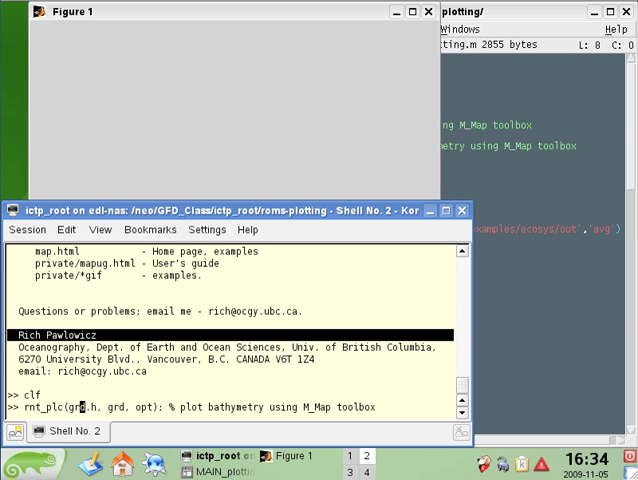 Figure 1
plotting/
Windows
Help
ting.m 2855 bytes
L: 8 C: 0
ng M_Map toolbox
etry using M_Map toolbox
examples/ecosys/out','avg')
ictp_root on edl-nas: /neo/GFD_Class/ictp_root/roms-plotting - Shell No. 2 - Kor
Session Edit View Bookmarks Settings Help
map.html - Home page, examples
private/mapug.html - User's guide
private/*gif - examples.
Questions or problems; email me - rich@ocgy.ubc.ca.
Rich Pawlowicz
Oceanography, Dept. of Earth and Ocean Sciences, Univ. of British Columbia,
6270 University Blvd., Vancouver, B.C. CANADA V6T 1Z4
email: rich@ocgy.ubc.ca
>> clf
>> rnt_plc(grd.h, grd, opt); % plot bathymetry using M_Map toolbox
Shell No. 2
ictp_root on Figure 1
MAIN_plottin
1 2
3 4
16:34
2009-11-05